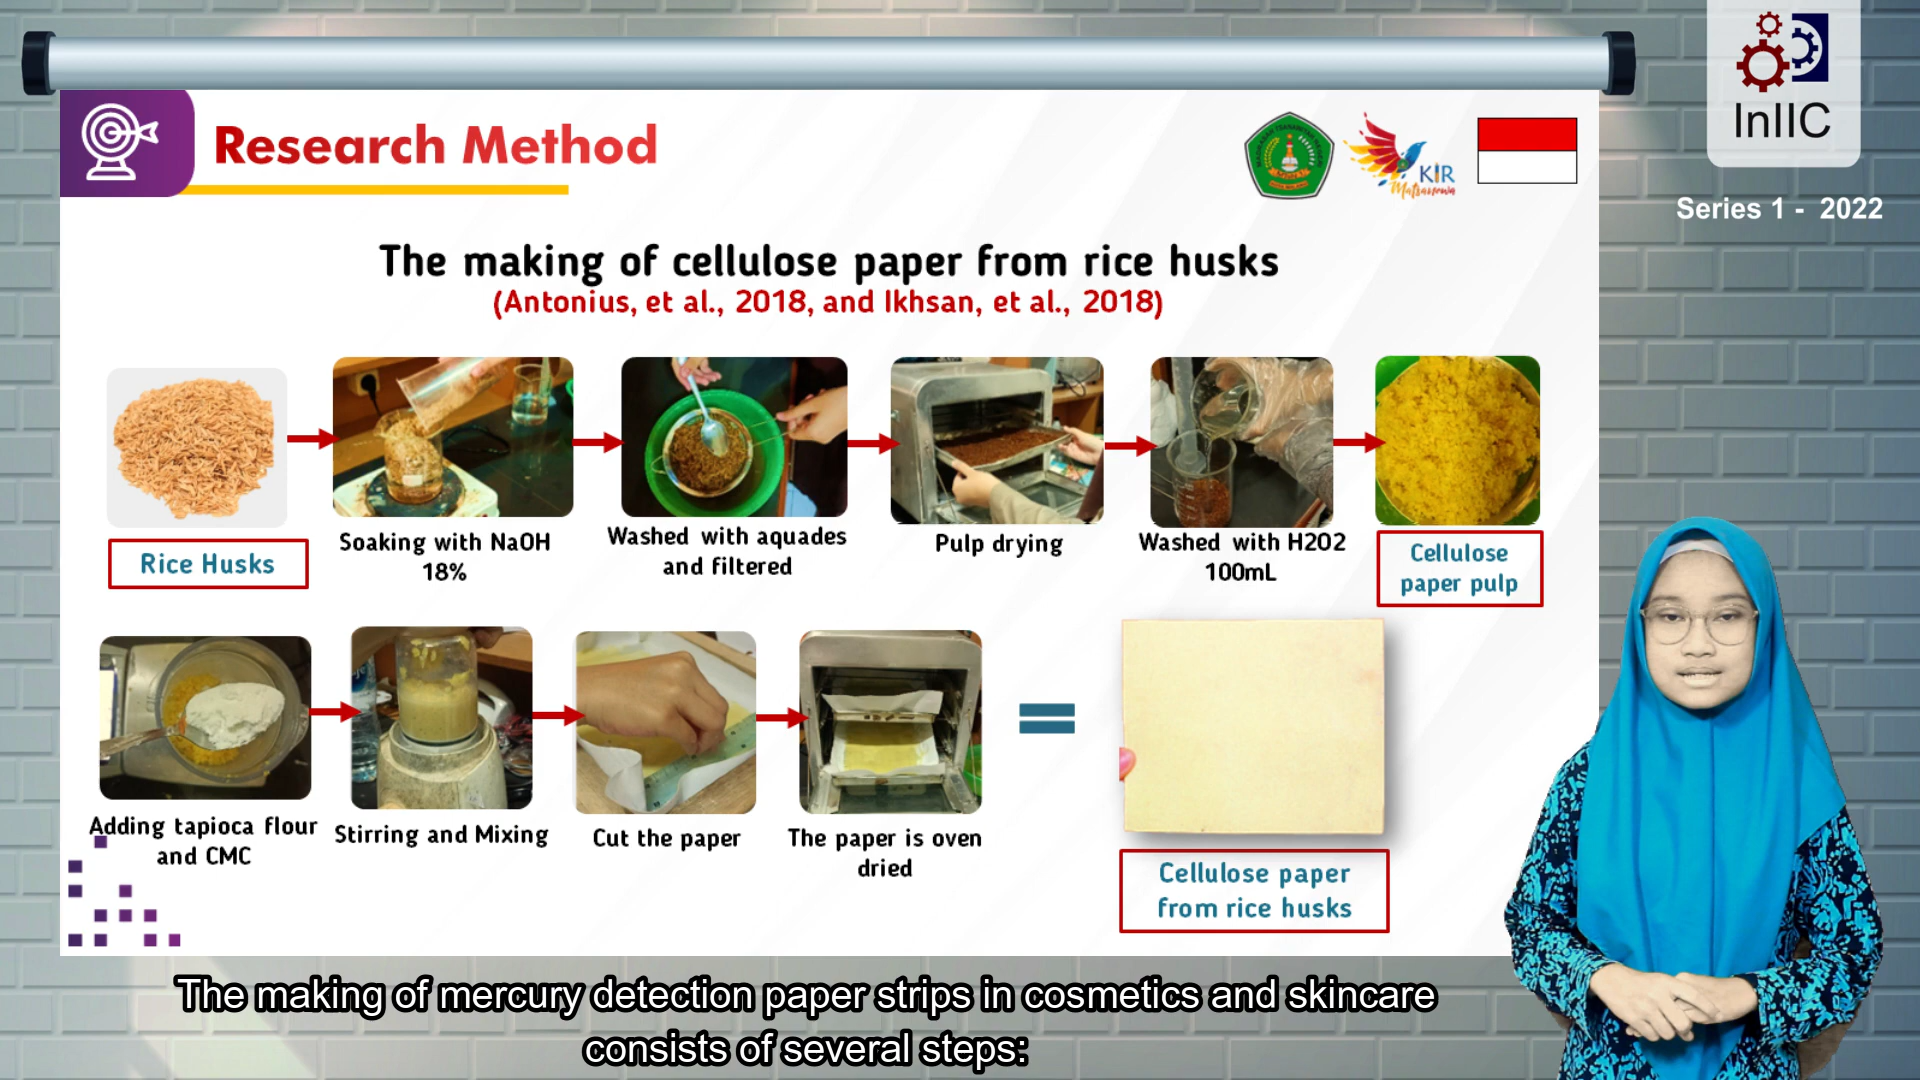 InIIC
Series 1 - 2022
Research Method
KIR
Matsanewa
The making of cellulose paper from rice husks
(Antonius, et al., 2018, and Ikhsan, et al., 2018)
Rice Husks
Soaking with NaOH
18%
Washed with aquades
and filtered
Pulp drying
Washed with H2O2
100mL
Cellulose
paper pulp
Adding tapioca flour
and CMC
Stirring and Mixing
Cut the paper
The paper is oven
dried
Cellulose paper
from rice husks
The making of mercury detection paper strips in cosmetics and skincare
consists of several steps: